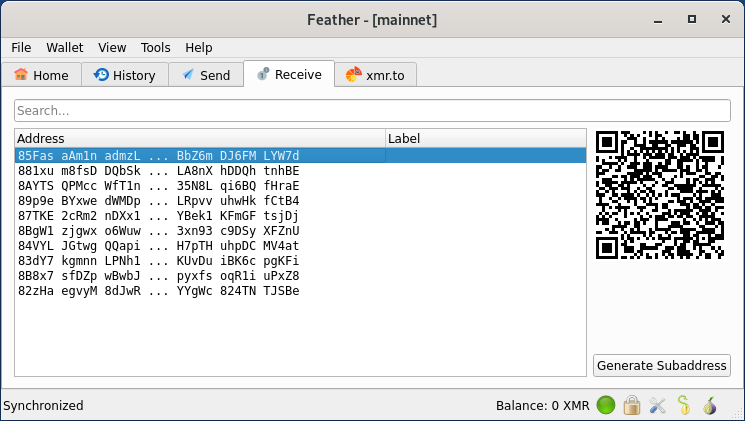 Feather - [mainnet]
File Wallet View Tools Help
Home History Send Receive xmr.to
Search...
Address Label
85Fas aAm1n admzL ... BbZ6m DJ6FM LYW7d
881xu m8fsD DQbSk ... LA8nX hDDQh tnhBE
8AYTS QPMcc WfT1n ... 35N8L qi6BQ fHraE
89p9e BYxwe dWMDp ... LRpvv uhwHk fCtB4
87TKE 2cRm2 nDXx1 ... YBek1 KFmGF tsjDj
8BgW1 zjgwx o6Wuw ... 3xn93 c9DSy XFZnU
84VYL JGtwg QQapi ... H7pTH uhpDC MV4at
83dY7 kgmnn LPNh1 ... KUvDu iBK6c pgKFi
8B8x7 sfDZp wBwbJ ... pyxfs oqR1i uPxZ8
82zHa egvyM 8dJwR ... YYgWc 824TN TJSBe
Generate Subaddress
Synchronized Balance: 0 XMR